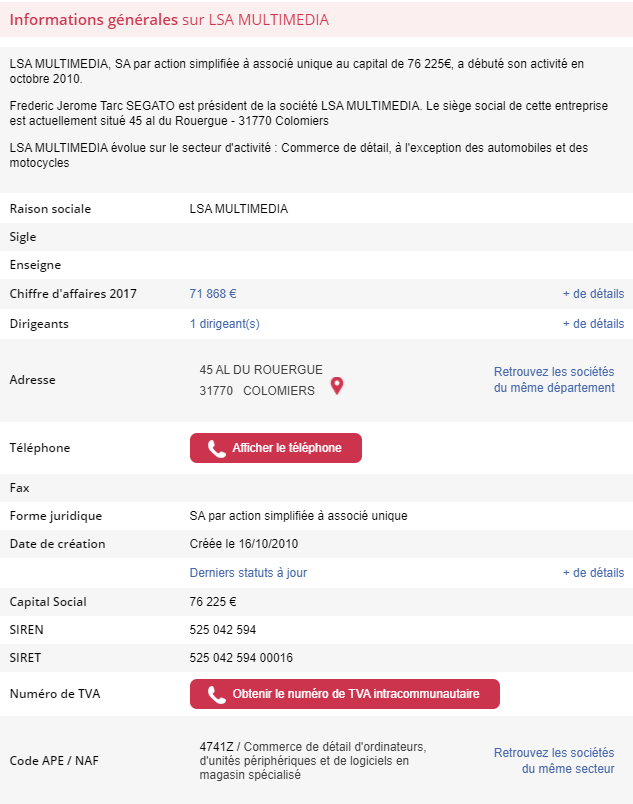 Informations générales sur LSA MULTIMEDIA
LSA MULTIMEDIA, SA par action simplifiée à associé unique au capital de 76 225€, a débuté son activité en
octobre 2010.
Frederic Jerome Tarc SEGATO est président de la société LSA MULTIMEDIA. Le siège social de cette entreprise
est actuellement situé 45 al du Rouergue - 31770 Colomiers
LSA MULTIMEDIA évolue sur le secteur d'activité : Commerce de détail, à l'exception des automobiles et des
motocycles
Raison sociale LSA MULTIMEDIA
Sigle
Enseigne
Chiffre d'affaires 2017 71 868 € + de détails
Dirigeants 1 dirigeant(s) + de détails
Adresse
45 AL DU ROUERGUE
31770 COLOMIERS
Retrouvez les sociétés
du même département
Téléphone Afficher le téléphone
Fax
Forme juridique SA par action simplifiée à associé unique
Date de création Créée le 16/10/2010
Derniers statuts à jour + de détails
Capital Social 76 225 €
SIREN 525 042 594
SIRET 525 042 594 00016
Numéro de TVA Obtenir le numéro de TVA intracommunautaire
Code APE / NAF
4741Z / Commerce de détail d'ordinateurs,
d'unités périphériques et de logiciels en
magasin spécialisé
Retrouvez les sociétés
du même secteur